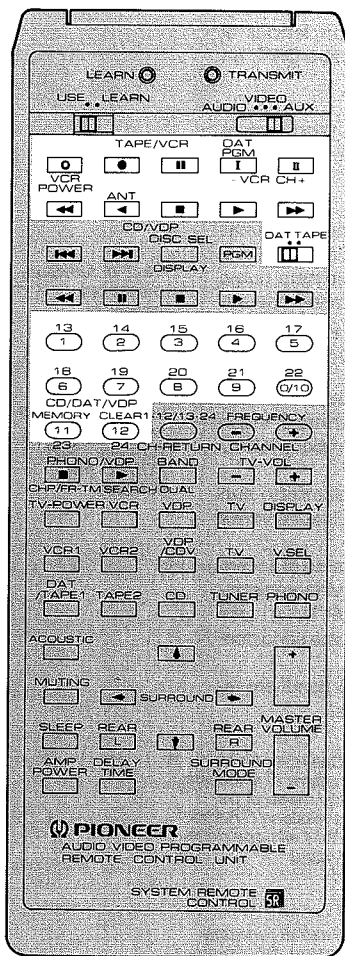 LEARN TRANSMIT
USE LEARN VIDEO
AUDIO AUX
TAPE/VCR DAT
PGM
I II
VCR - VCR CH +
POWER
ANT
CD/VDP
DISC SEL DAT TAPE
PGM
DISPLAY
13 14 15 16 17
1 2 3 4 5
18 19 20 21 22
6 7 8 9 0/10
CD/DAT/VDP
MEMORY CLEAR 1-12/13-24 FREQUENCY
11 12 - +
23 24 CH-RETURN CHANNEL
PHONO/VDP BAND TV-VOL
- +
CHP/FR-TM SEARCH DUAL
TV-POWER VCR VDP TV DISPLAY
VCR1 VCR2 VDP
/CDV TV V.SEL
DAT
/TAPE1 TAPE2 CD TUNER PHONO
ACOUSTIC
+
MUTING SURROUND
SLEEP REAR REAR MASTER
VOLUME
L R
AMP DELAY SURROUND
POWER TIME MODE
-
PIONEER
AUDIO VIDEO PROGRAMMABLE
REMOTE CONTROL UNIT
SYSTEM REMOTE
CONTROL SR